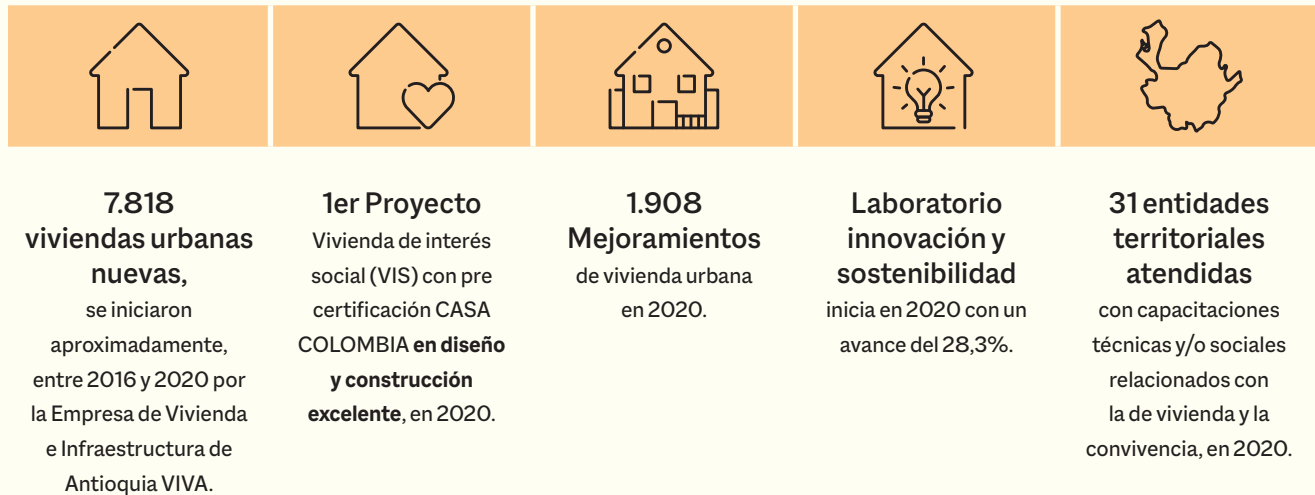 7.818
viviendas urbanas
nuevas,
se iniciaron
aproximadamente,
entre 2016 y 2020 por
la Empresa de Vivienda
e Infraestructura de
Antioquia VIVA.
1er Proyecto
Vivienda de interés
social (VIS) con pre
certificación CASA
COLOMBIA en diseño
y construcción
excelente, en 2020.
1.908
Mejoramientos
de vivienda urbana
en 2020.
Laboratorio
innovación y
sostenibilidad
inicia en 2020 con un
avance del 28,3%.
31 entidades
territoriales
atendidas
con capacitaciones
técnicas y/o sociales
relacionados con
la de vivienda y la
convivencia, en 2020.